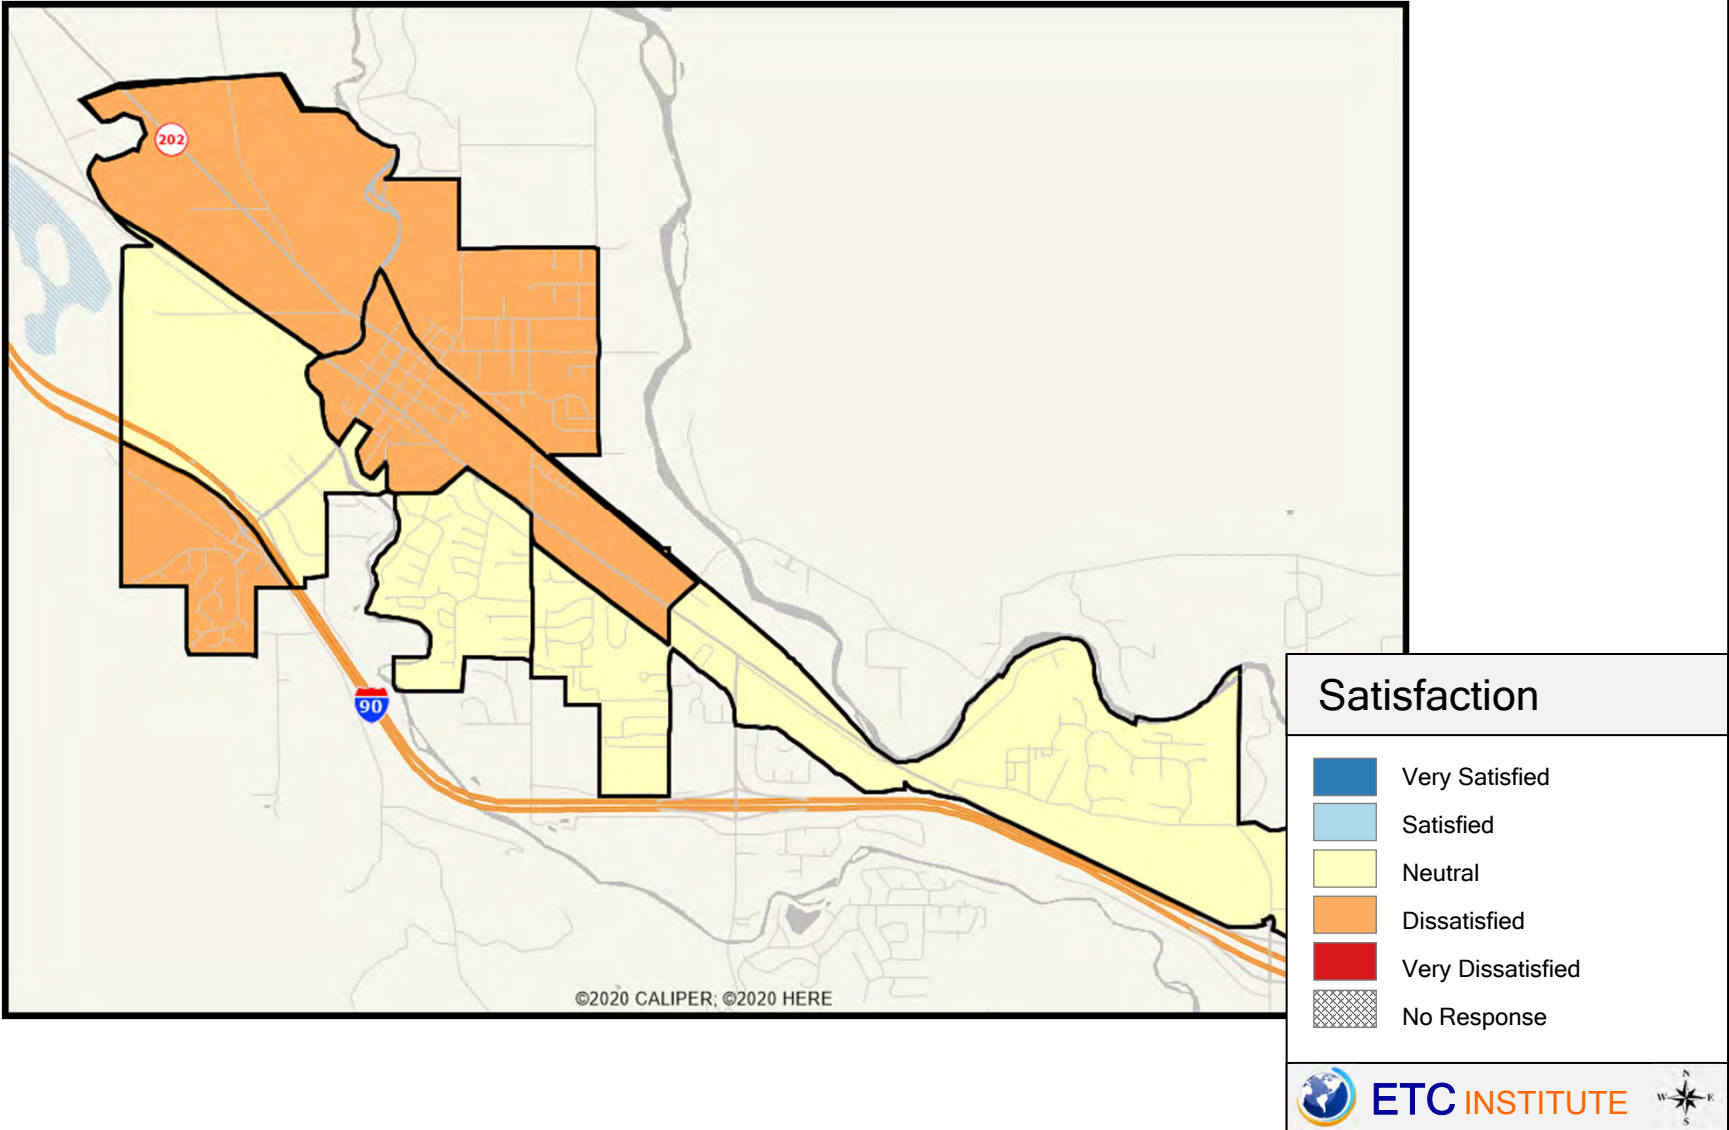 202
90
©2020 CALIPER; ©2020 HERE
Satisfaction
Very Satisfied
Satisfied
Neutral
Dissatisfied
Very Dissatisfied
No Response
ETC INSTITUTE
N
W
E
S